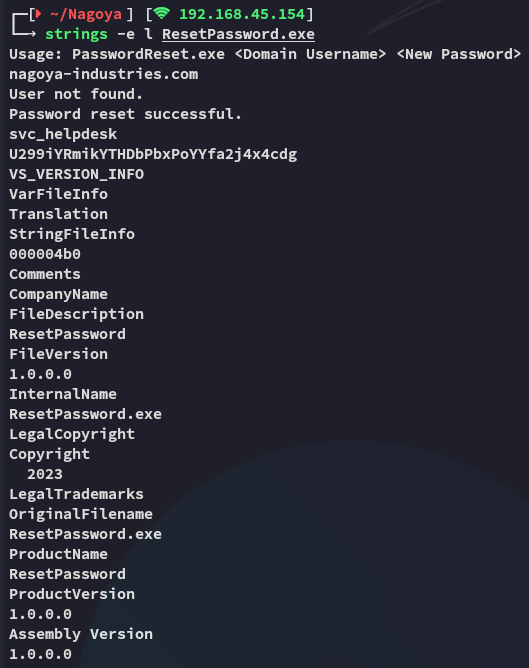 ~/Nagoya] [192.168.45.154]
strings -e l ResetPassword.exe
Usage: PasswordReset.exe <Domain Username> <New Password>
nagoya-industries.com
User not found.
Password reset successful.
svc_helpdesk
U299iYRmikYTHDbPbxPoYYfa2j4x4cdg
VS_VERSION_INFO
VarFileInfo
Translation
StringFileInfo
000004b0
Comments
CompanyName
FileDescription
ResetPassword
FileVersion
1.0.0.0
InternalName
ResetPassword.exe
LegalCopyright
Copyright
2023
LegalTrademarks
OriginalFilename
ResetPassword.exe
ProductName
ResetPassword
ProductVersion
1.0.0.0
Assembly Version
1.0.0.0